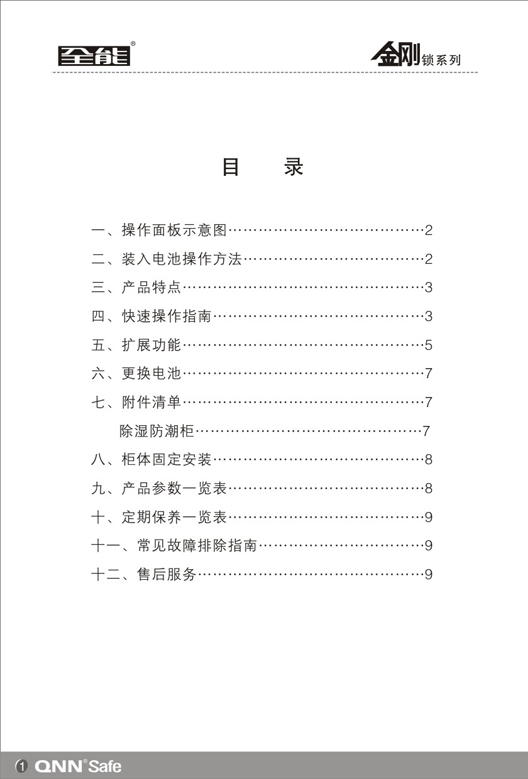 全能®
金刚锁系列
目 录
一、操作面板示意图…………………………………2
二、装入电池操作方法………………………………2
三、产品特点…………………………………………3
四、快速操作指南……………………………………3
五、扩展功能…………………………………………5
六、更换电池…………………………………………7
七、附件清单…………………………………………7
除湿防潮柜………………………………………7
八、柜体固定安装……………………………………8
九、产品参数一览表…………………………………8
十、定期保养一览表…………………………………9
十一、常见故障排除指南……………………………9
十二、售后服务………………………………………9
1 QNN®Safe